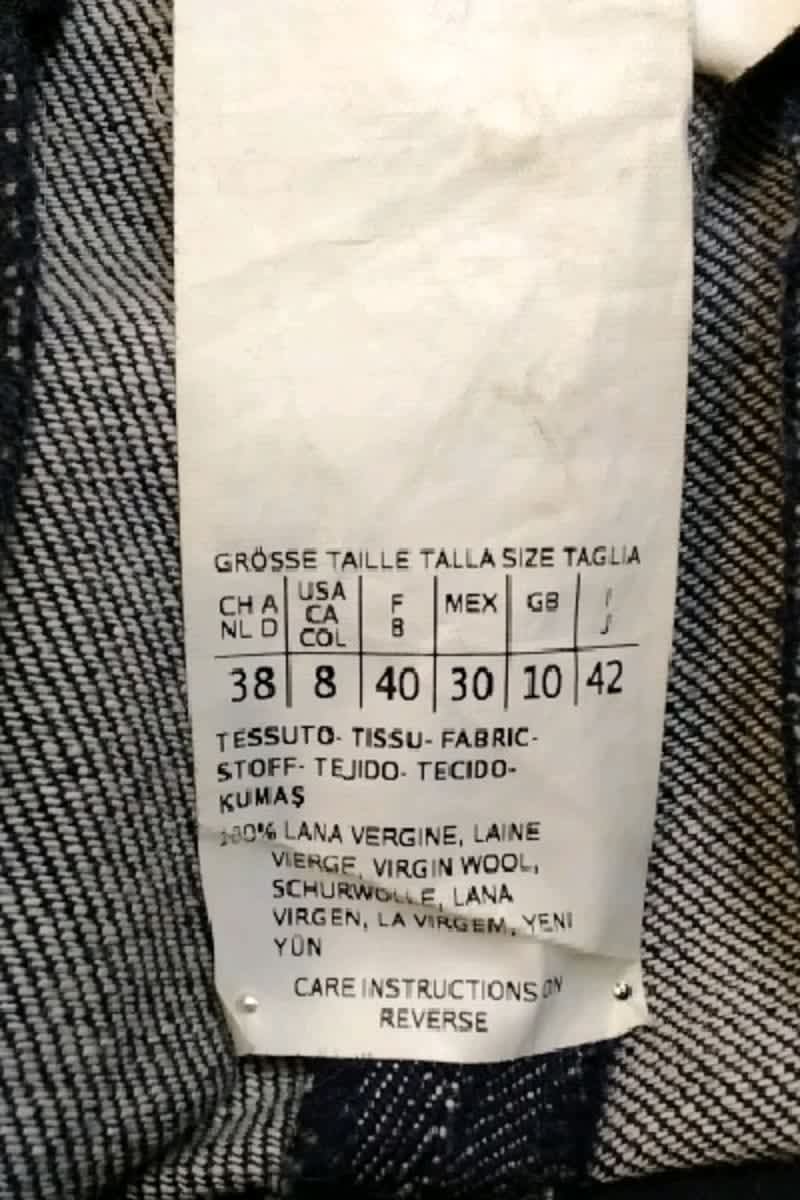 GRÖSSE TAILLE TALLA SIZE TAGLIA
CH A NL D | USA CA COL | F B | MEX | GB | I J
38 | 8 | 40 | 30 | 10 | 42
TESSUTO- TISSU- FABRIC-
STOFF- TEJIDO- TECIDO-
KUMAŞ
100% LANA VERGINE, LAINE
VIERGE, VIRGIN WOOL,
SCHURWOLLE, LANA
VIRGEN, LA VIRGEM, YENI
YÜN
CARE INSTRUCTIONS ON
REVERSE